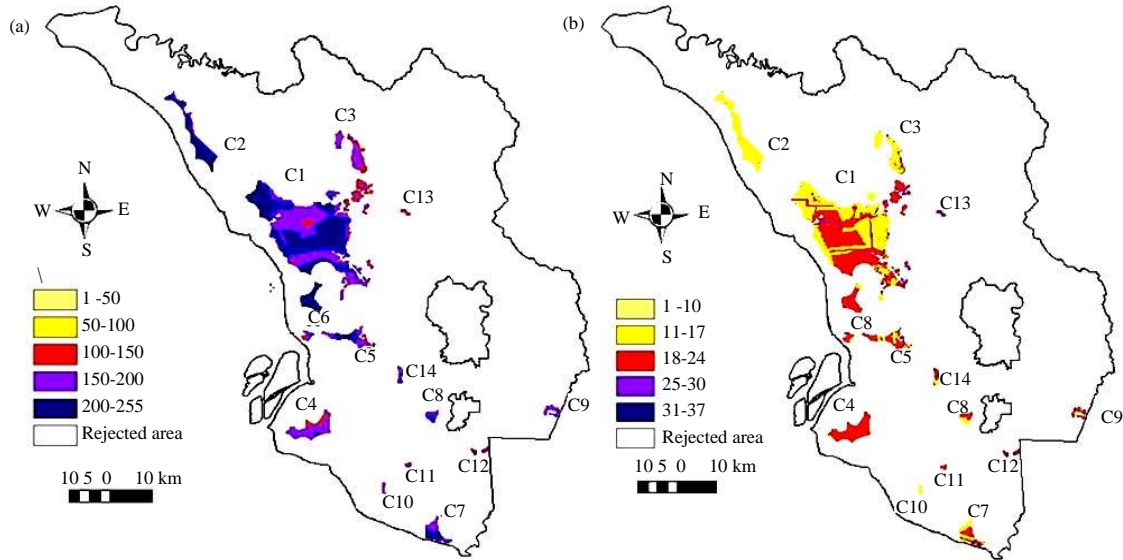 (a)
C2
C3
C1
C13
N
W E
S
1 -50
50-100
100-150
150-200
200-255
Rejected area
10 5 0 10 km
C6
C5
C14
C8
C4
C9
C12
C11
C10
C7
(b)
C2
C3
C1
C13
N
W E
S
1 -10
11-17
18-24
25-30
31-37
Rejected area
10 5 0 10 km
C8
C5
C14
C8
C4
C9
C12
C11
C10
C7